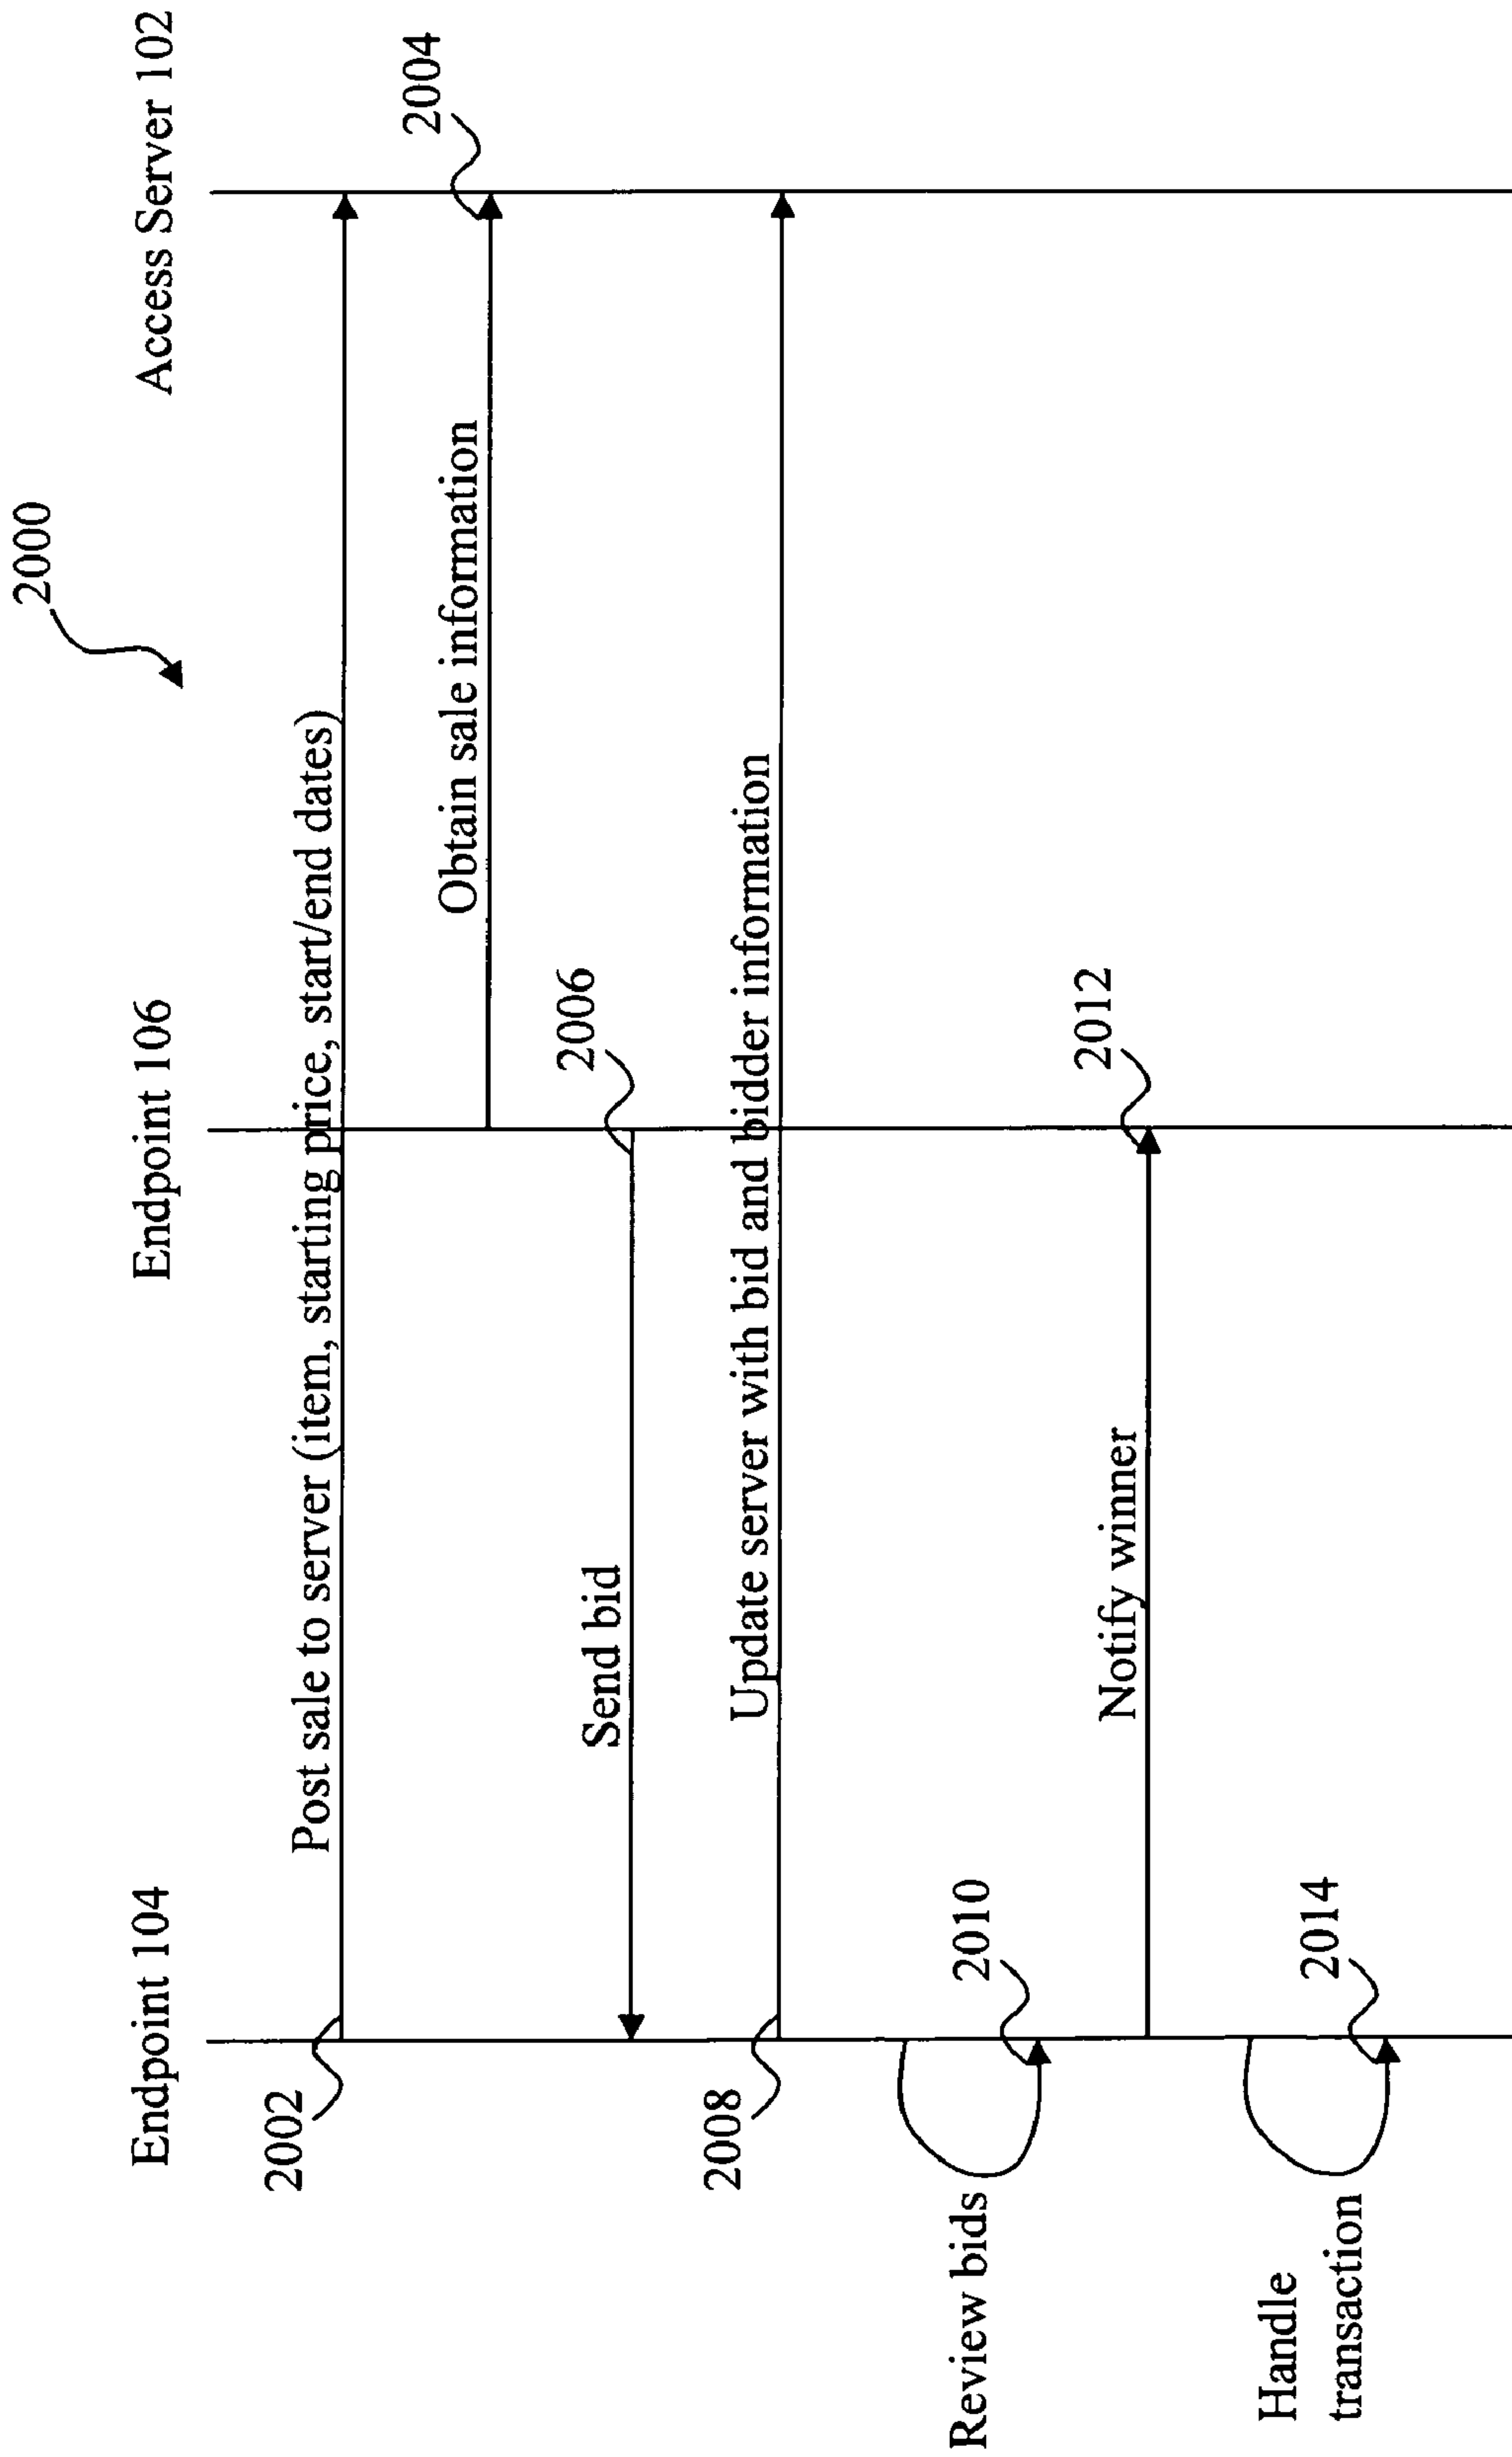 2000
Endpoint 104
Endpoint 106
Access Server 102
2002
Post sale to server (item, starting price, start/end dates)
Obtain sale information
2004
Send bid
2006
2008
Update server with bid and bidder information
Review bids
2010
Notify winner
2012
Handle
transaction
2014